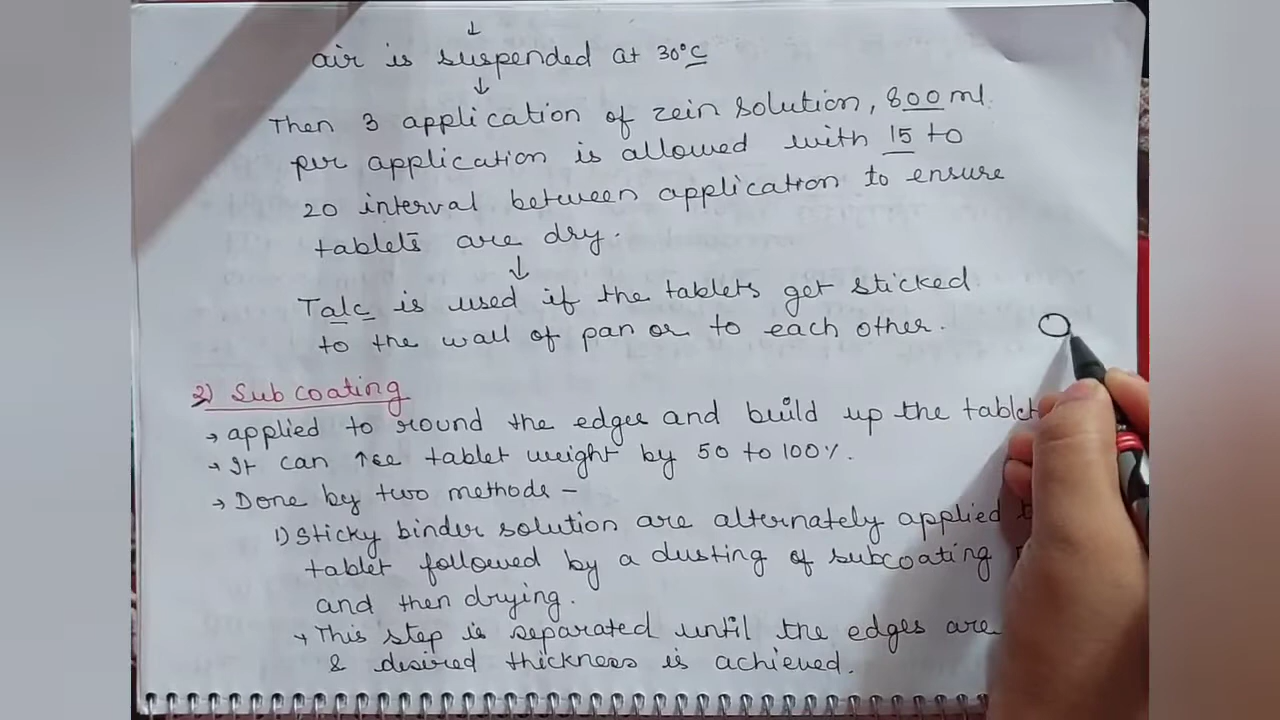 ↓
air is suspended at 30°C
↓
Then 3 application of zein solution, 800 ml
per application is allowed with 15 to
20 interval between application to ensure
tablets are dry.
↓
Talc is used if the tablets get sticked
to the wall of pan or to each other.
2) Subcoating
→ applied to round the edges and build up the tablet
→ It can ↑se tablet weight by 50 to 100%.
→ Done by two methods –
1) Sticky binder solution are alternately applied
tablet followed by a dusting of subcoating
and then drying.
→ This step is separated until the edges are
& desired thickness is achieved.